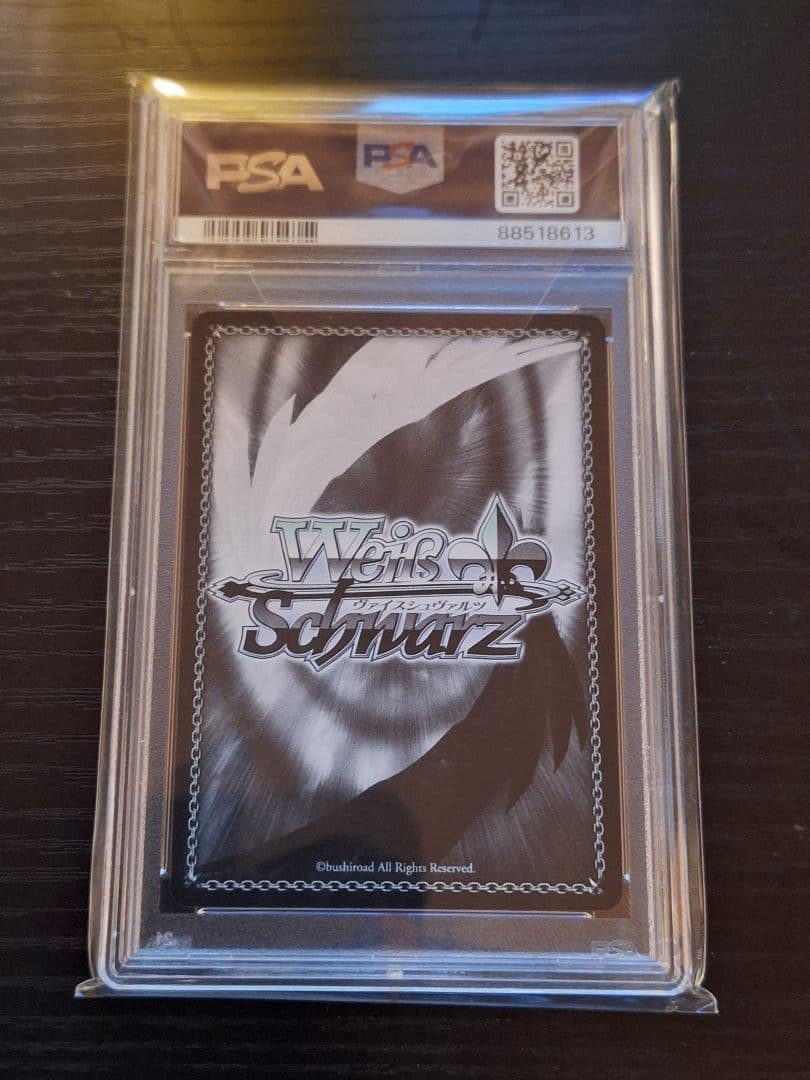 PSA PSA
88518613
Weiß
ヴァイスシュヴァルツ
Schwarz
©bushiroad All Rights Reserved.